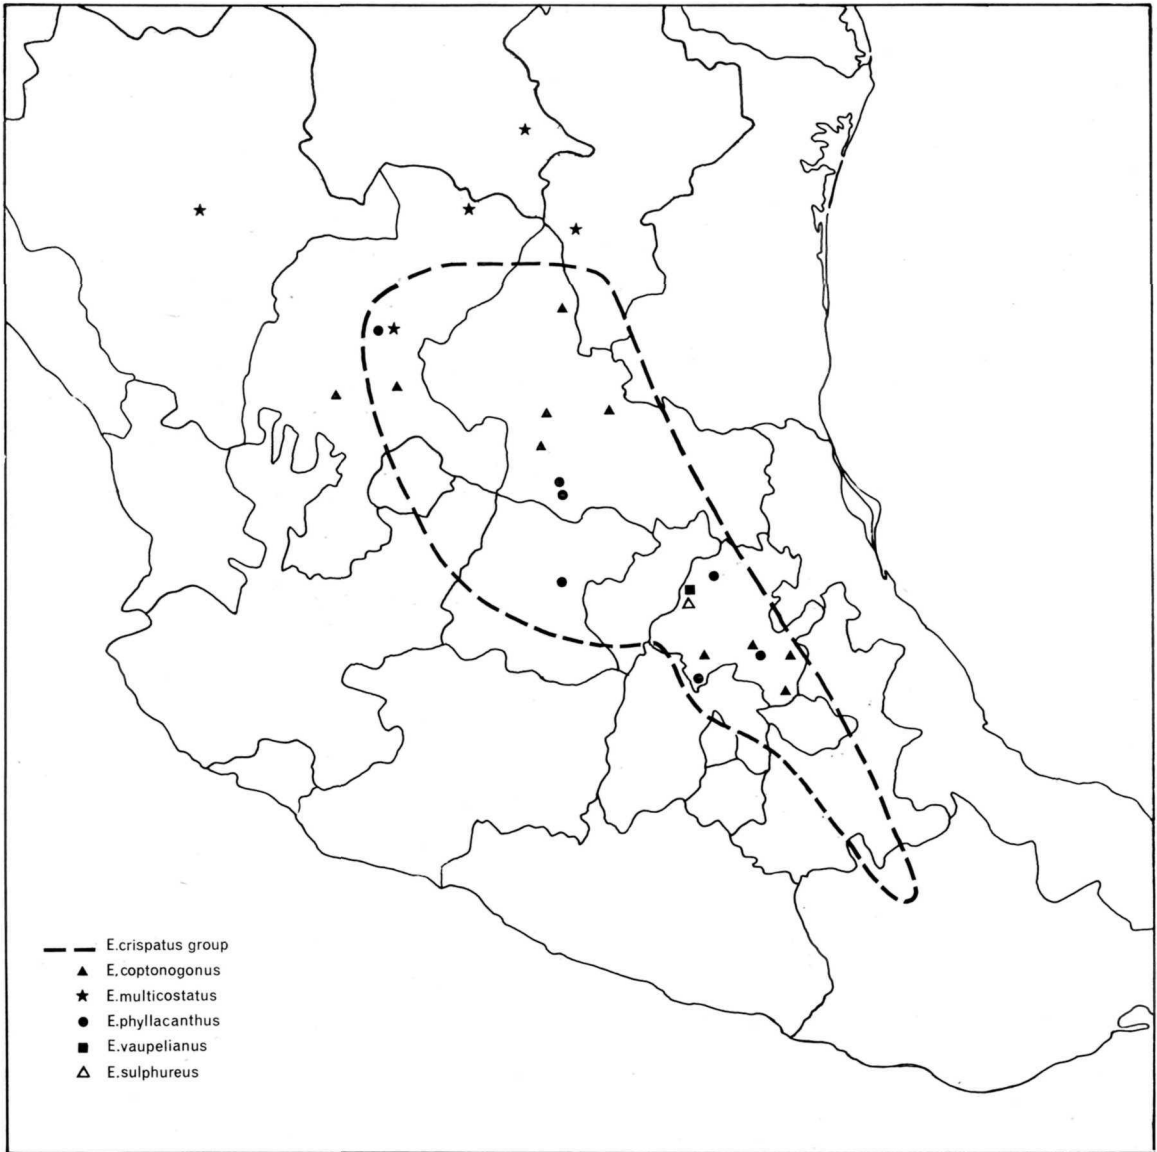 E.crispatus group
E,coptonogonus
E.multicostatus
E.phyllacanthus
E.vaupelianus
E.sulphureus